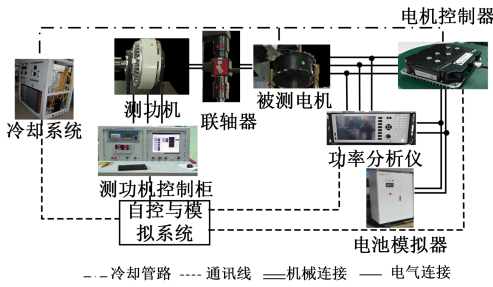 电机控制器
测功机
联轴器
被测电机
冷却系统
功率分析仪
测功机控制柜
自控与模
拟系统
电池模拟器
冷却管路
通讯线
机械连接
电气连接